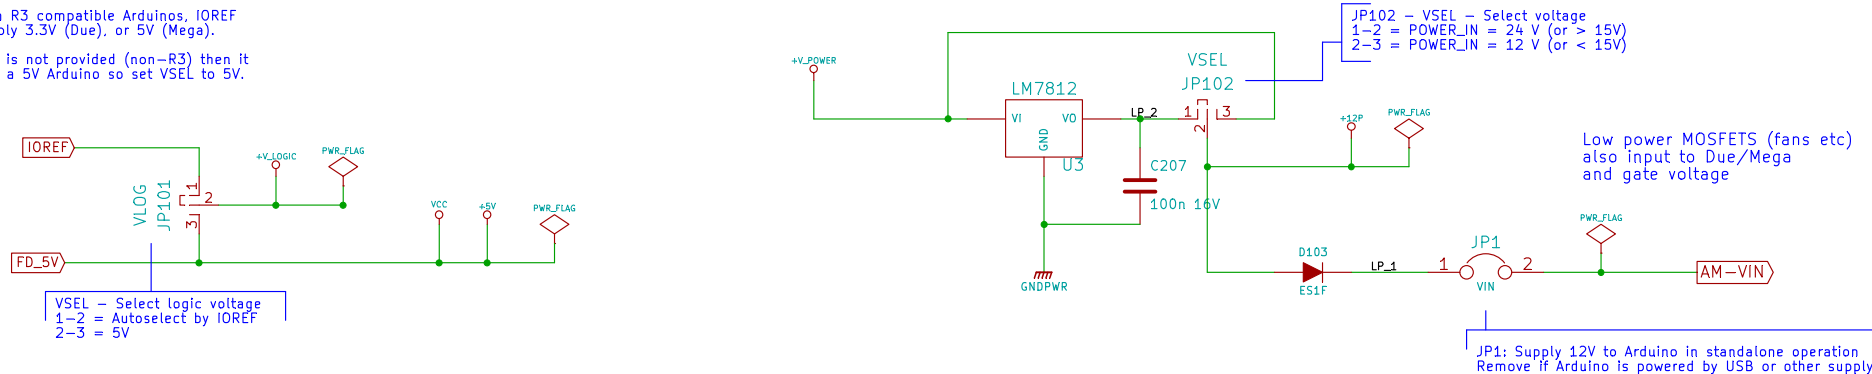 R3 compatible Arduinos, IOREF
3.3V (Due), or 5V (Mega).
is not provided (non-R3) then it
a 5V Arduino so set VSEL to 5V.
IOREF
VLOG
JP101
1
2
3
+V_LOGIC
PWR_FLAG
FD_5V
VCC
+5V
PWR_FLAG
VSEL - Select logic voltage
1-2 = Autoselect by IOREF
2-3 = 5V
+V_POWER
LM7812
VI
VO
GND
U3
LP_2
C207
100n 16V
GNDPWR
VSEL
JP102
1
3
2
JP102 - VSEL - Select voltage
1-2 = POWER_IN = 24 V (or > 15V)
2-3 = POWER_IN = 12 V (or < 15V)
+12P
PWR_FLAG
Low power MOSFETS (fans etc)
also input to Due/Mega
and gate voltage
D103
ES1F
LP_1
JP1
1
2
VIN
PWR_FLAG
AM-VIN
JP1: Supply 12V to Arduino in standalone operation
Remove if Arduino is powered by USB or other supply